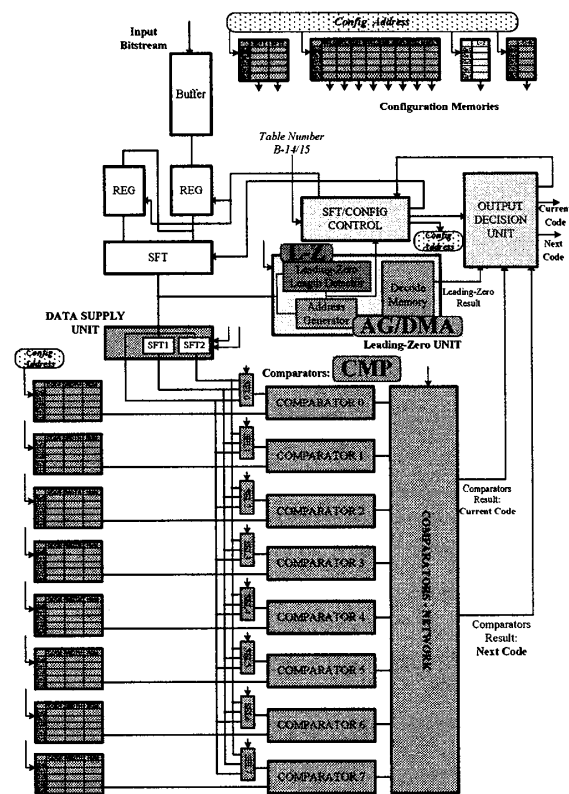 Input
Bitstream
Config Address
Buffer
Configuration Memories
Table Number
B-14/15
REG
REG
SFT/CONFIG
CONTROL
OUTPUT
DECISION
UNIT
Current
Code
Next
Code
Config
Address
SFT
L-Z
Leading-Zero
Length Detector
Decode
Memory
Address
Generator
AG/DMA
Leading-Zero
Result
Leading-Zero UNIT
DATA SUPPLY
UNIT
SFT1
SFT2
Config
Address
Comparators:
CMP
COMPARATOR 0
COMPARATOR 1
COMPARATOR 2
COMPARATOR 3
COMPARATOR 4
COMPARATOR 5
COMPARATOR 6
COMPARATOR 7
COMPARATORS - NETWORK
Comparators
Result:
Current Code
Comparators
Result:
Next Code